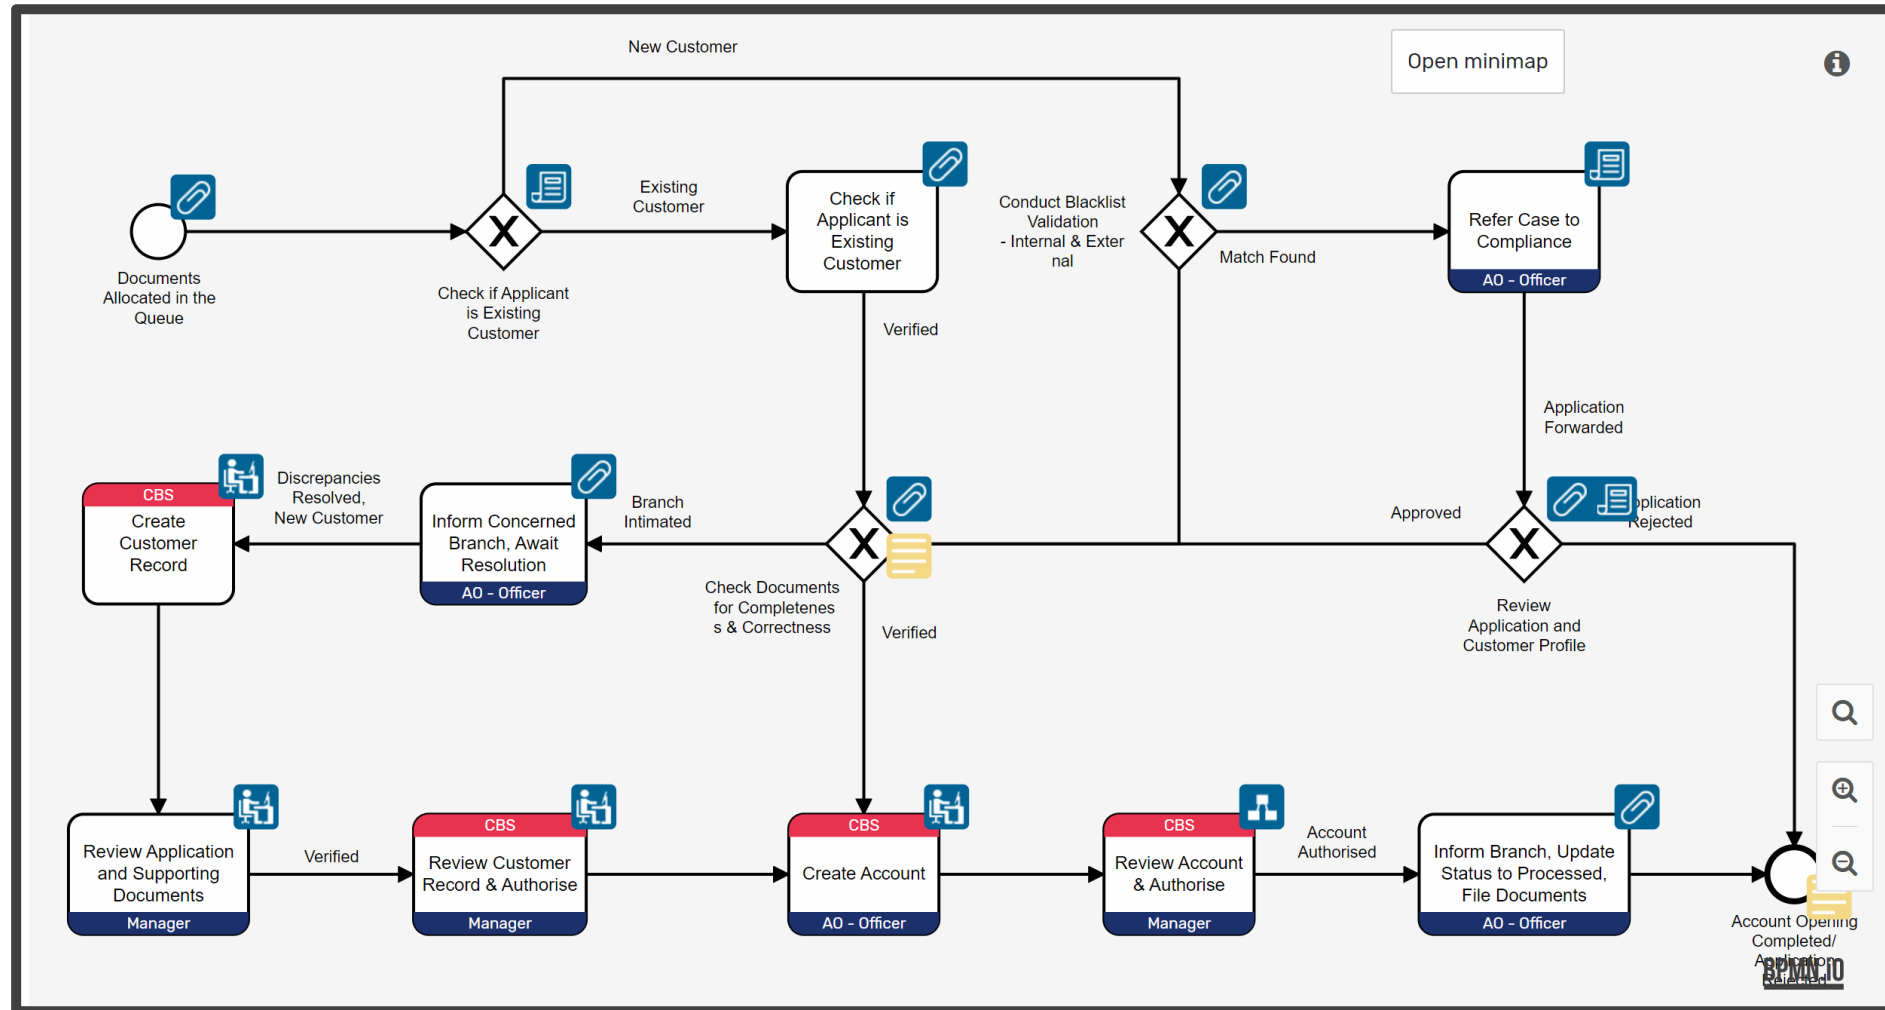 New Customer
Open minimap
Existing
Customer
Check if
Applicant is
Existing
Customer
Conduct Blacklist
Validation
- Internal & Exter
nal
X
X
Match Found
Refer Case to
Compliance
AO - Officer
Documents
Allocated in the
Queue
Check if Applicant
is Existing
Customer
Verified
Application
Forwarded
CBS
Create
Customer
Record
Discrepancies
Resolved,
New Customer
Inform Concerned
Branch, Await
Resolution
AO - Officer
Branch
Intimated
X
Check Documents
for Completenes
s & Correctness
Verified
Approved
X
pplication
Rejected
Review
Application and
Customer Profile
Review Application
and Supporting
Documents
Manager
Verified
CBS
Review Customer
Record & Authorise
Manager
CBS
Create Account
AO - Officer
CBS
Review Account
& Authorise
Manager
Account
Authorised
Inform Branch, Update
Status to Processed,
File Documents
AO - Officer
Account Opening
Completed/
Application
Rejected
BPMN.iO